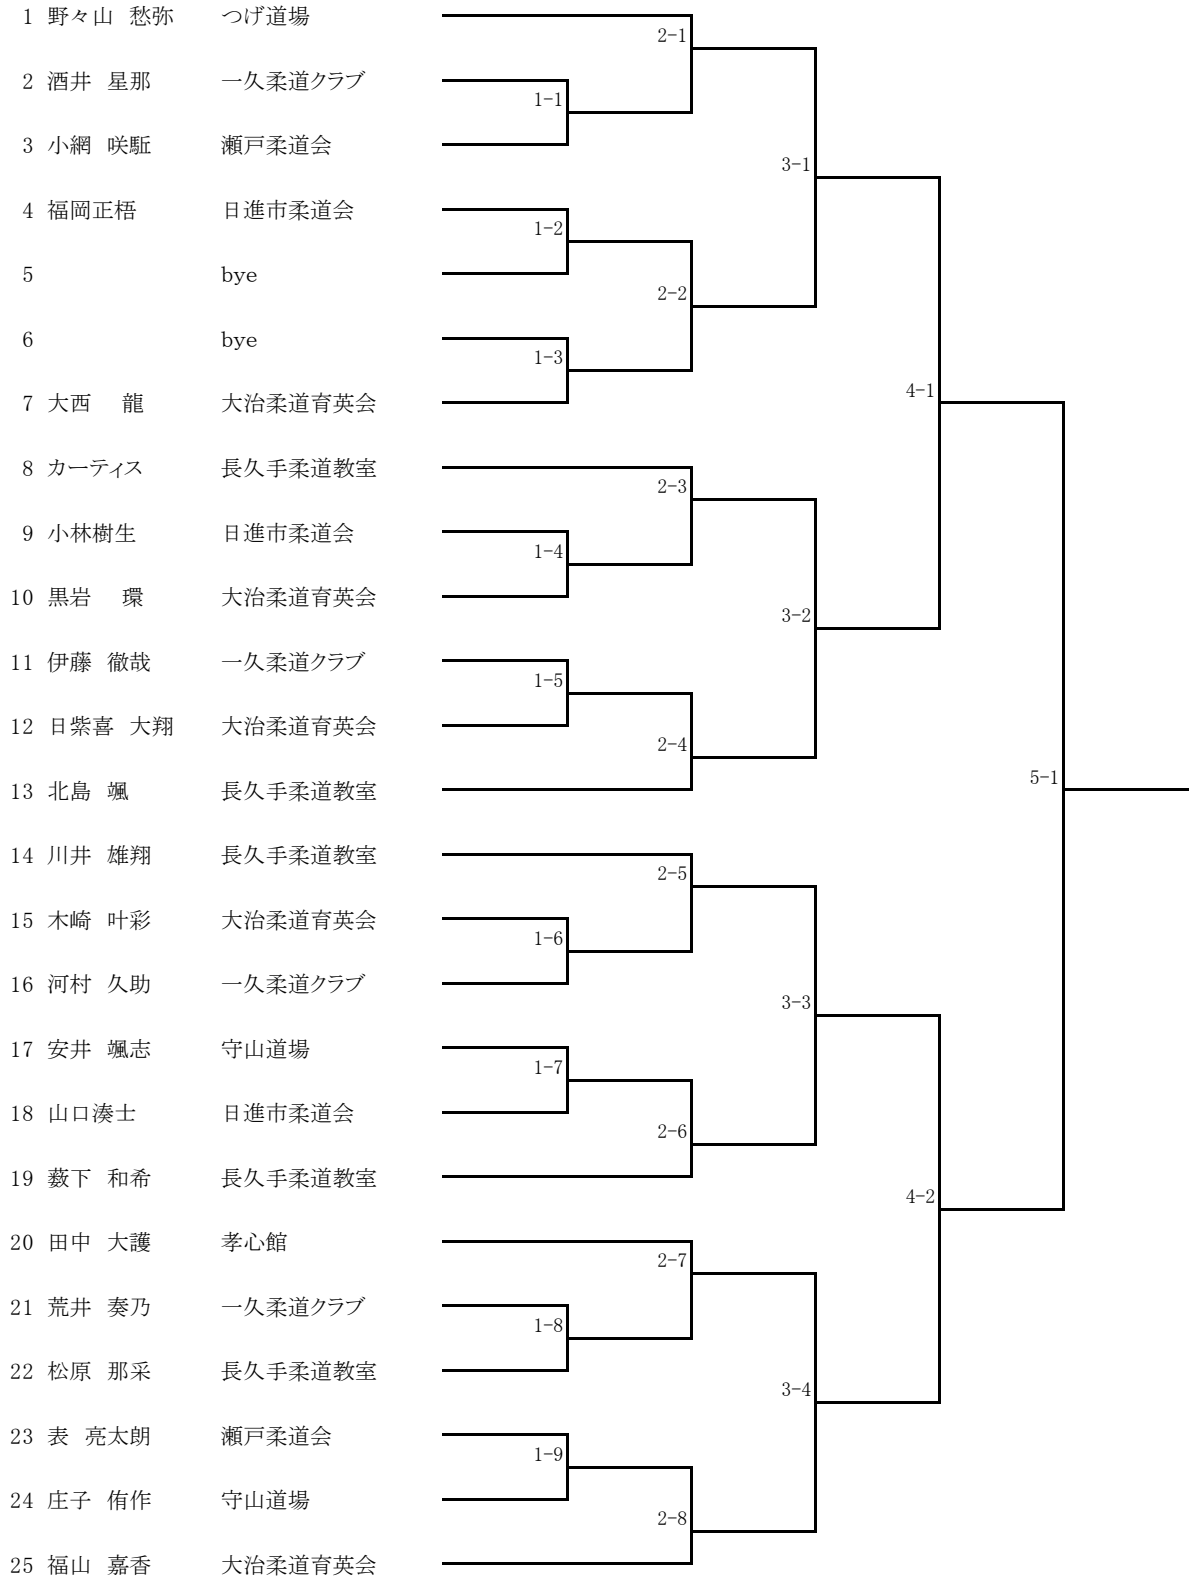 1 野々山 愁弥 つげ道場
2-1
2 酒井 星那 一久柔道クラブ
1-1
3 小網 咲駈 瀬戸柔道会
3-1
4 福岡正梧 日進市柔道会
1-2
5 bye
2-2
6 bye
1-3
4-1
7 大西 龍 大治柔道育英会
8 カーティス 長久手柔道教室
2-3
9 小林樹生 日進市柔道会
1-4
10 黒岩 環 大治柔道育英会
3-2
11 伊藤 徹哉 一久柔道クラブ
1-5
12 日紫喜 大翔 大治柔道育英会
2-4
5-1
13 北島 颯 長久手柔道教室
14 川井 雄翔 長久手柔道教室
2-5
15 木崎 叶彩 大治柔道育英会
1-6
16 河村 久助 一久柔道クラブ
3-3
17 安井 颯志 守山道場
1-7
18 山口湊士 日進市柔道会
2-6
19 薮下 和希 長久手柔道教室
4-2
20 田中 大護 孝心館
2-7
21 荒井 奏乃 一久柔道クラブ
1-8
22 松原 那采 長久手柔道教室
3-4
23 表 亮太朗 瀬戸柔道会
1-9
24 庄子 侑作 守山道場
2-8
25 福山 嘉香 大治柔道育英会